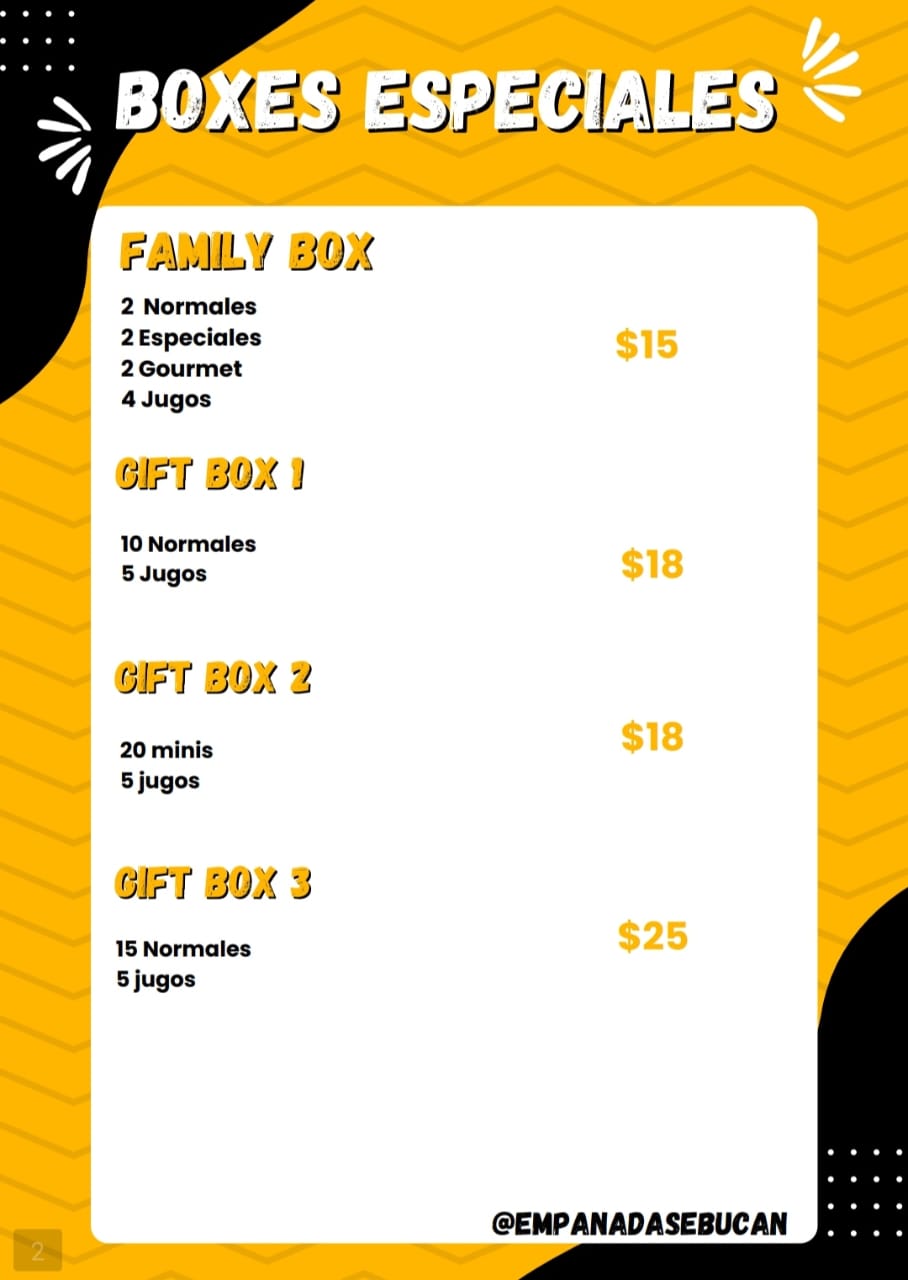 BOXES ESPECIALES
FAMILY BOX
2 Normales
2 Especiales
2 Gourmet
4 Jugos
$15
GIFT BOX 1
10 Normales
5 Jugos
$18
GIFT BOX 2
20 minis
5 jugos
$18
GIFT BOX 3
15 Normales
5 jugos
$25
@EMPANADASEBUCAN
2